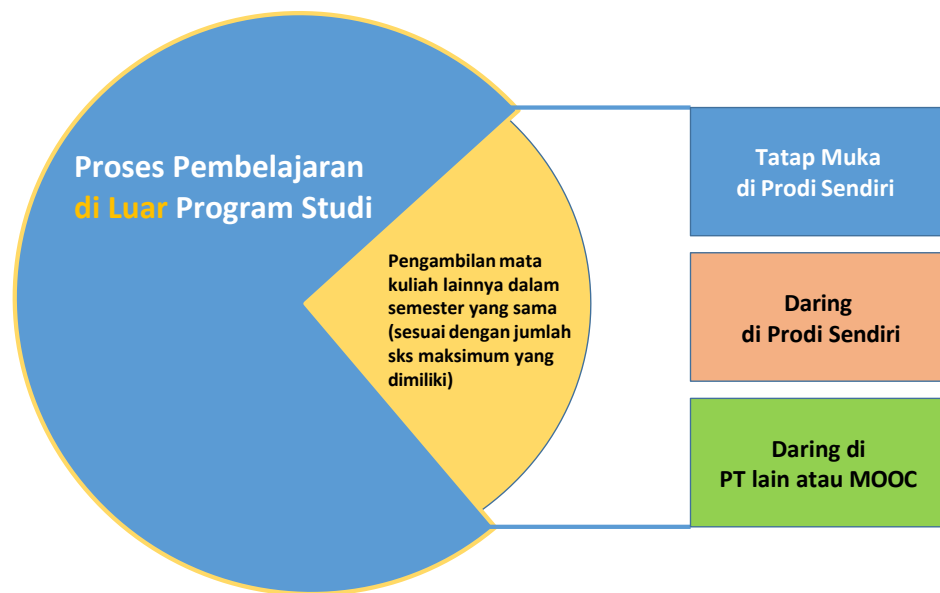 Proses Pembelajaran
di Luar Program Studi
Pengambilan mata
kuliah lainnya dalam
semester yang sama
(sesuai dengan jumlah
sks maksimum yang
dimiliki)
Tatap Muka
di Prodi Sendiri
Daring
di Prodi Sendiri
Daring di
PT lain atau MOOC